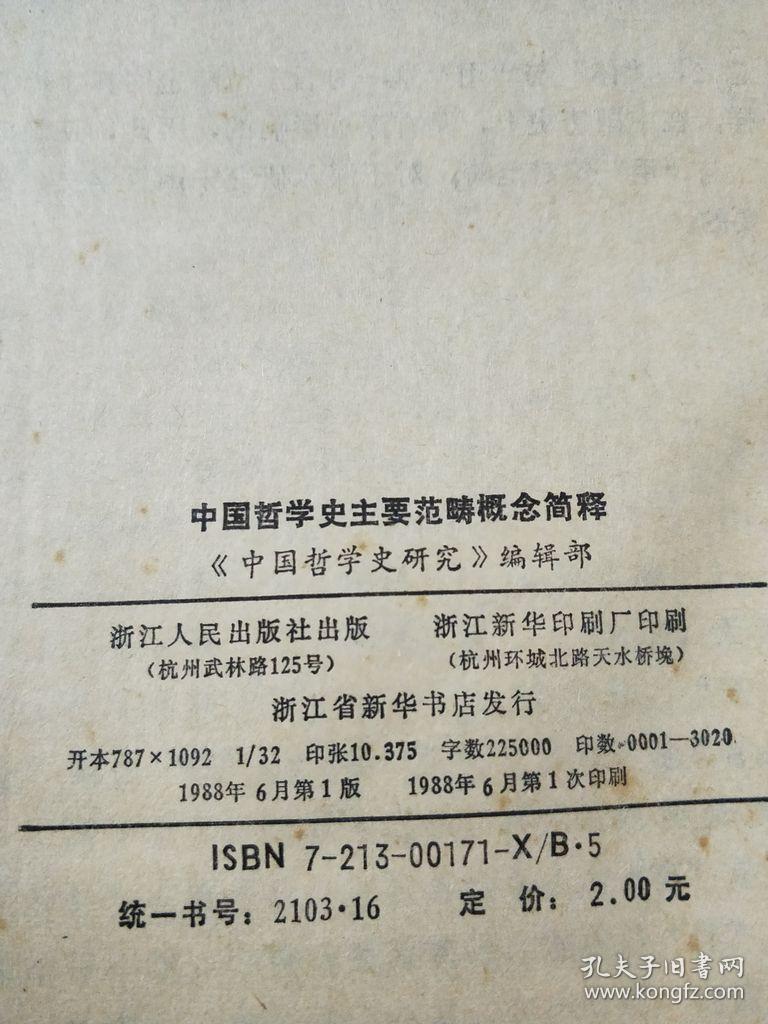 中国哲学史主要范畴概念简释
《中国哲学史研究》编辑部
浙江人民出版社出版 浙江新华印刷厂印刷
（杭州武林路125号） （杭州环城北路天水桥堍）
浙江省新华书店发行
开本787×1092 1/32 印张10.375 字数225000 印数·0001—3020
1988年6月第1版 1988年6月第1次印刷
ISBN 7-213-00171-X/B·5
统一书号：2103·16 定 价：2.00元
孔夫子旧书网
www.kongfz.com